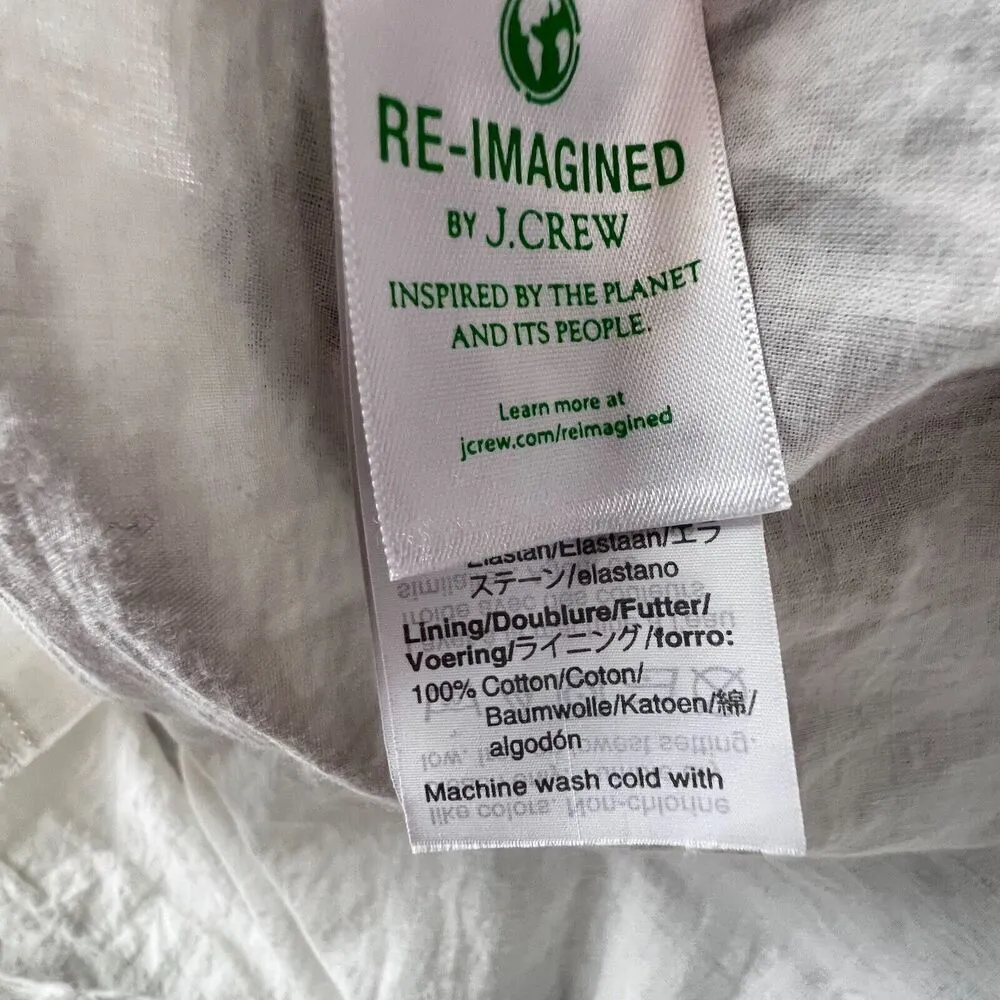 RE-IMAGINED
BY J.CREW
INSPIRED BY THE PLANET
AND ITS PEOPLE.
Learn more at
jcrew.com/reimagined
Elastan/Elastaan/エラ
ステーン/elastano
Lining/Doublure/Futter/
Voering/ライニング/forro:
100% Cotton/Coton/
Baumwolle/Katoen/綿/
algodón
Machine wash cold with